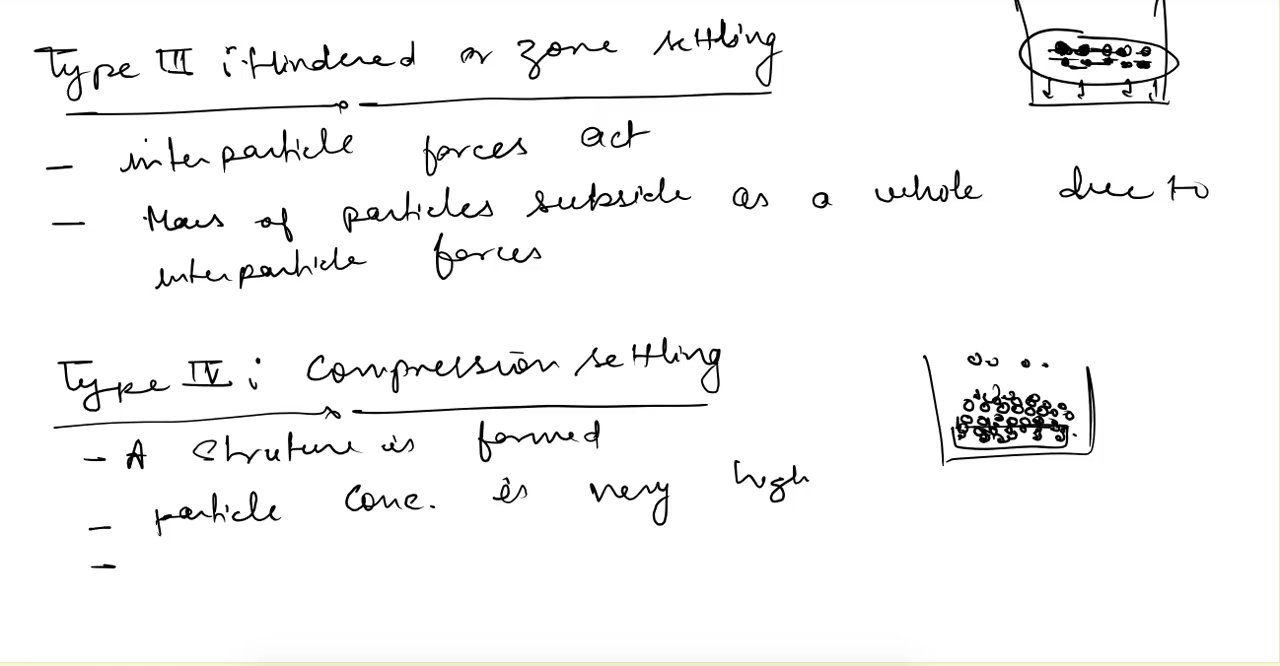 Type III : Hindered or zone settling
- interparticle forces act
- Mass of particles subside as a whole due to
interparticle forces
Type IV : Compression settling
- A Struture is formed
- particle conc. is very high
-